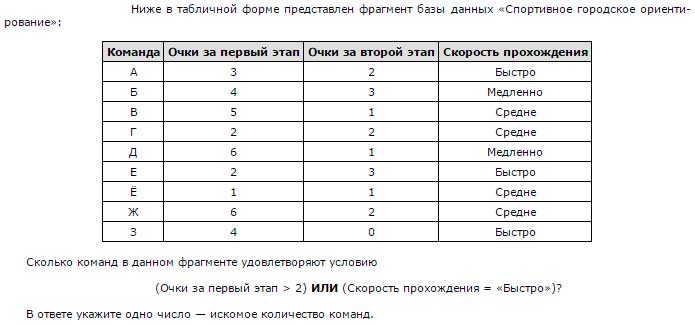 Ниже в табличной форме представлен фрагмент базы данных «Спортивное городское ориенти-
рование»:
Команда Очки за первый этап Очки за второй этап Скорость прохождения
А 3 2 Быстро
Б 4 3 Медленно
В 5 1 Средне
Г 2 2 Средне
Д 6 1 Медленно
Е 2 3 Быстро
Ё 1 1 Средне
Ж 6 2 Средне
З 4 0 Быстро
Сколько команд в данном фрагменте удовлетворяют условию
(Очки за первый этап > 2) ИЛИ (Скорость прохождения = «Быстро»)?
В ответе укажите одно число — искомое количество команд.